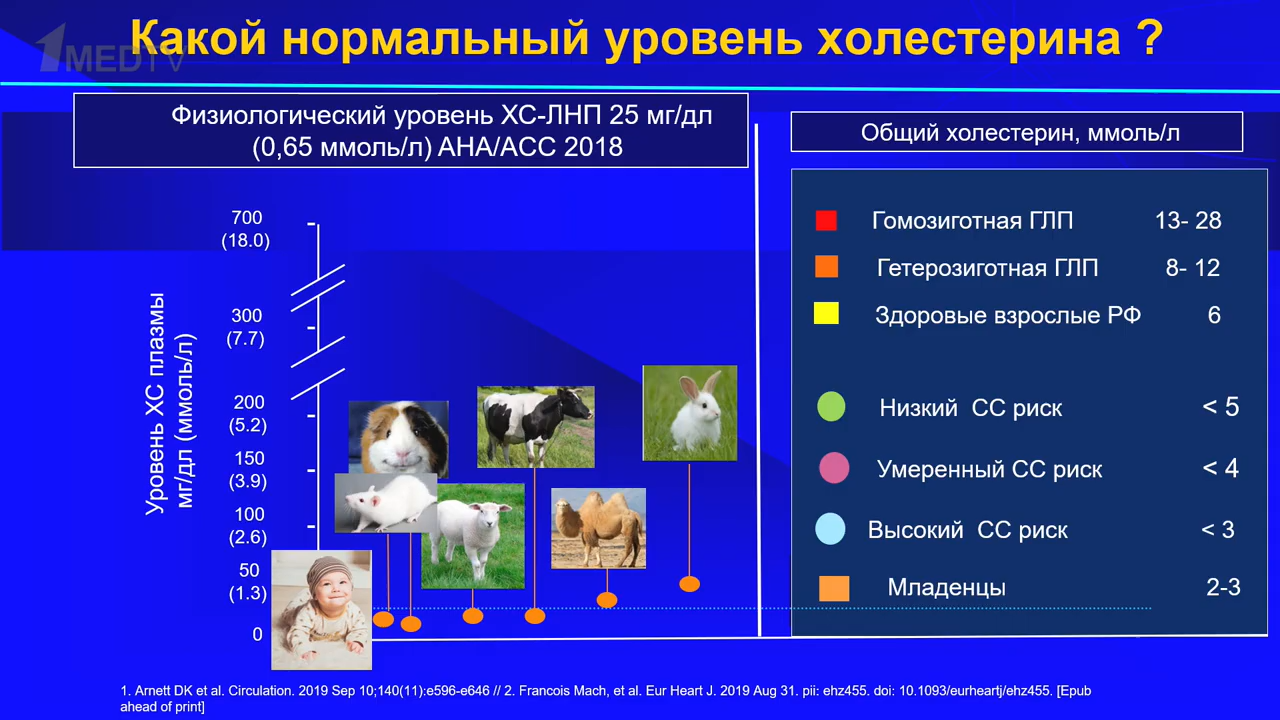 Какой нормальный уровень холестерина ?
1MEDTV
Физиологический уровень ХС-ЛНП 25 мг/дл
(0,65 ммоль/л) АНА/АСС 2018
Общий холестерин, ммоль/л
Уровень ХС плазмы
мг/дл (ммоль/л)
700
(18.0)
300
(7.7)
200
(5.2)
150
(3.9)
100
(2.6)
50
(1.3)
0
Гомозиготная ГЛП 13- 28
Гетерозиготная ГЛП 8- 12
Здоровые взрослые РФ 6
Низкий СС риск < 5
Умеренный СС риск < 4
Высокий СС риск < 3
Младенцы 2-3
1. Arnett DK et al. Circulation. 2019 Sep 10;140(11):e596-e646 // 2. Francois Mach, et al. Eur Heart J. 2019 Aug 31. pii: ehz455. doi: 10.1093/eurheartj/ehz455. [Epub
ahead of print]